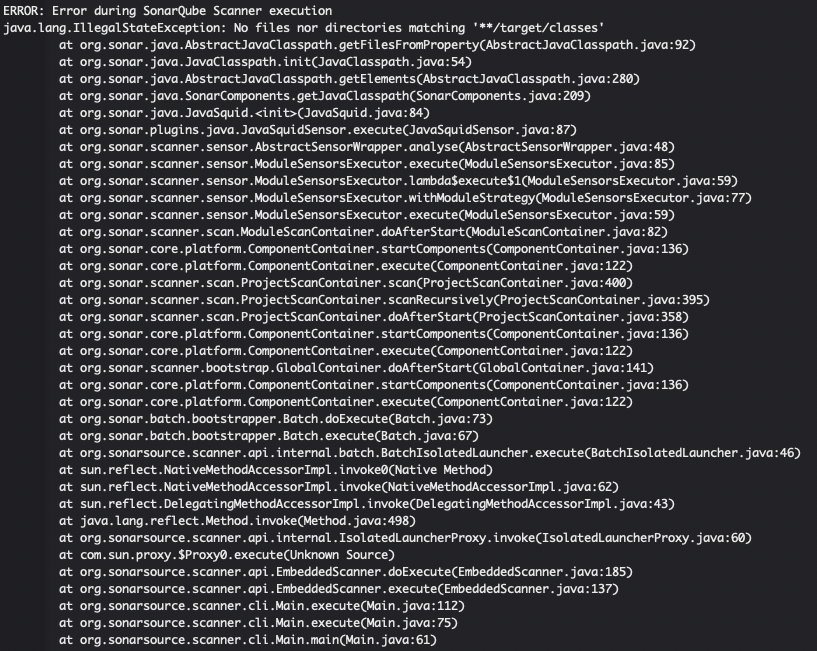 ERROR: Error during SonarQube Scanner execution
java.lang.IllegalStateException: No files nor directories matching '**/target/classes'
at org.sonar.java.AbstractJavaClasspath.getFilesFromProperty(AbstractJavaClasspath.java:92)
at org.sonar.java.JavaClasspath.init(JavaClasspath.java:54)
at org.sonar.java.AbstractJavaClasspath.getElements(AbstractJavaClasspath.java:280)
at org.sonar.java.SonarComponents.getJavaClasspath(SonarComponents.java:209)
at org.sonar.java.JavaSquid.<init>(JavaSquid.java:84)
at org.sonar.plugins.java.JavaSquidSensor.execute(JavaSquidSensor.java:87)
at org.sonar.scanner.sensor.AbstractSensorWrapper.analyse(AbstractSensorWrapper.java:48)
at org.sonar.scanner.sensor.ModuleSensorsExecutor.execute(ModuleSensorsExecutor.java:85)
at org.sonar.scanner.sensor.ModuleSensorsExecutor.lambda$execute$1(ModuleSensorsExecutor.java:59)
at org.sonar.scanner.sensor.ModuleSensorsExecutor.withModuleStrategy(ModuleSensorsExecutor.java:77)
at org.sonar.scanner.sensor.ModuleSensorsExecutor.execute(ModuleSensorsExecutor.java:59)
at org.sonar.scanner.scan.ModuleScanContainer.doAfterStart(ModuleScanContainer.java:82)
at org.sonar.core.platform.ComponentContainer.startComponents(ComponentContainer.java:136)
at org.sonar.core.platform.ComponentContainer.execute(ComponentContainer.java:122)
at org.sonar.scanner.scan.ProjectScanContainer.scan(ProjectScanContainer.java:400)
at org.sonar.scanner.scan.ProjectScanContainer.scanRecursively(ProjectScanContainer.java:395)
at org.sonar.scanner.scan.ProjectScanContainer.doAfterStart(ProjectScanContainer.java:358)
at org.sonar.core.platform.ComponentContainer.startComponents(ComponentContainer.java:136)
at org.sonar.core.platform.ComponentContainer.execute(ComponentContainer.java:122)
at org.sonar.scanner.bootstrap.GlobalContainer.doAfterStart(GlobalContainer.java:141)
at org.sonar.core.platform.ComponentContainer.startComponents(ComponentContainer.java:136)
at org.sonar.core.platform.ComponentContainer.execute(ComponentContainer.java:122)
at org.sonar.batch.bootstrapper.Batch.doExecute(Batch.java:73)
at org.sonar.batch.bootstrapper.Batch.execute(Batch.java:67)
at org.sonarsource.scanner.api.internal.batch.BatchIsolatedLauncher.execute(BatchIsolatedLauncher.java:46)
at sun.reflect.NativeMethodAccessorImpl.invoke0(Native Method)
at sun.reflect.NativeMethodAccessorImpl.invoke(NativeMethodAccessorImpl.java:62)
at sun.reflect.DelegatingMethodAccessorImpl.invoke(DelegatingMethodAccessorImpl.java:43)
at java.lang.reflect.Method.invoke(Method.java:498)
at org.sonarsource.scanner.api.internal.IsolatedLauncherProxy.invoke(IsolatedLauncherProxy.java:60)
at com.sun.proxy.$Proxy0.execute(Unknown Source)
at org.sonarsource.scanner.api.EmbeddedScanner.doExecute(EmbeddedScanner.java:185)
at org.sonarsource.scanner.api.EmbeddedScanner.execute(EmbeddedScanner.java:137)
at org.sonarsource.scanner.cli.Main.execute(Main.java:112)
at org.sonarsource.scanner.cli.Main.execute(Main.java:75)
at org.sonarsource.scanner.cli.Main.main(Main.java:61)